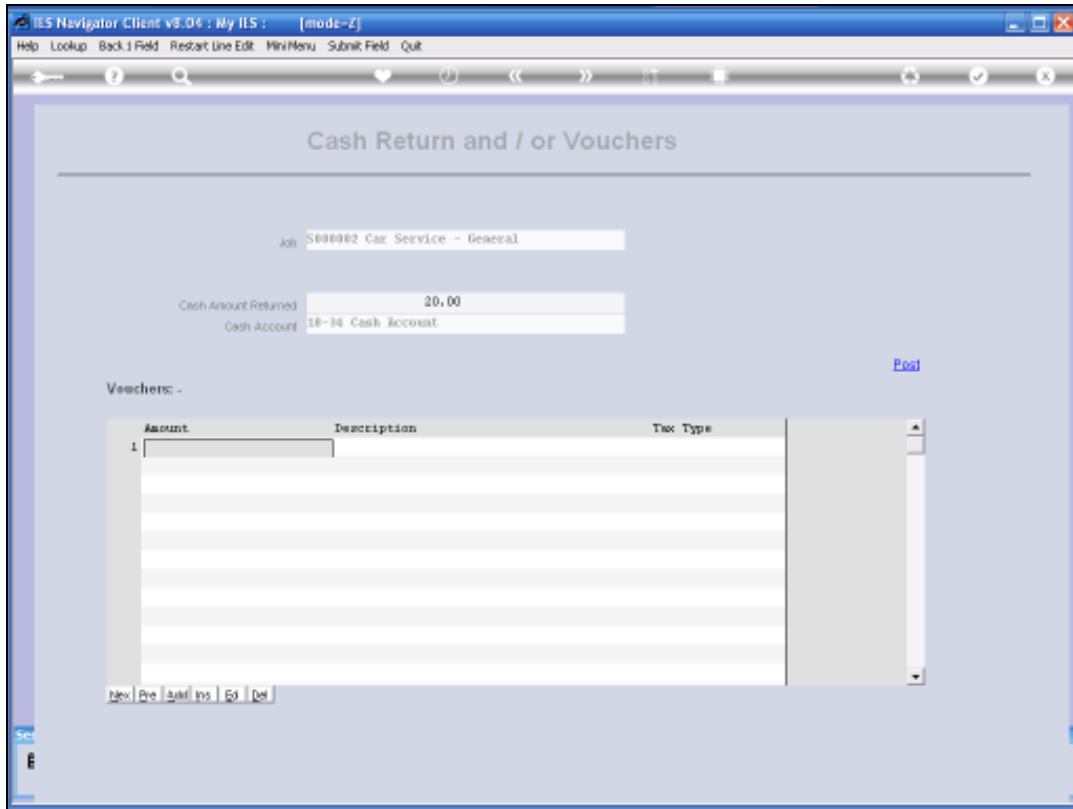 IES Navigator Client v8.04 : My IES : [mode-Z]
Help Lookup Back 1 Field Restart Line Edit MiniMenu Submit Field Quit
Cash Return and / or Vouchers
Job S000002 Car Service - General
Cash Amount Returned 20.00
Cash Account 18-34 Cash Account
Post
Vouchers: -
Amount Description Tax Type
1
Nex Pre Add Ins Ed Del